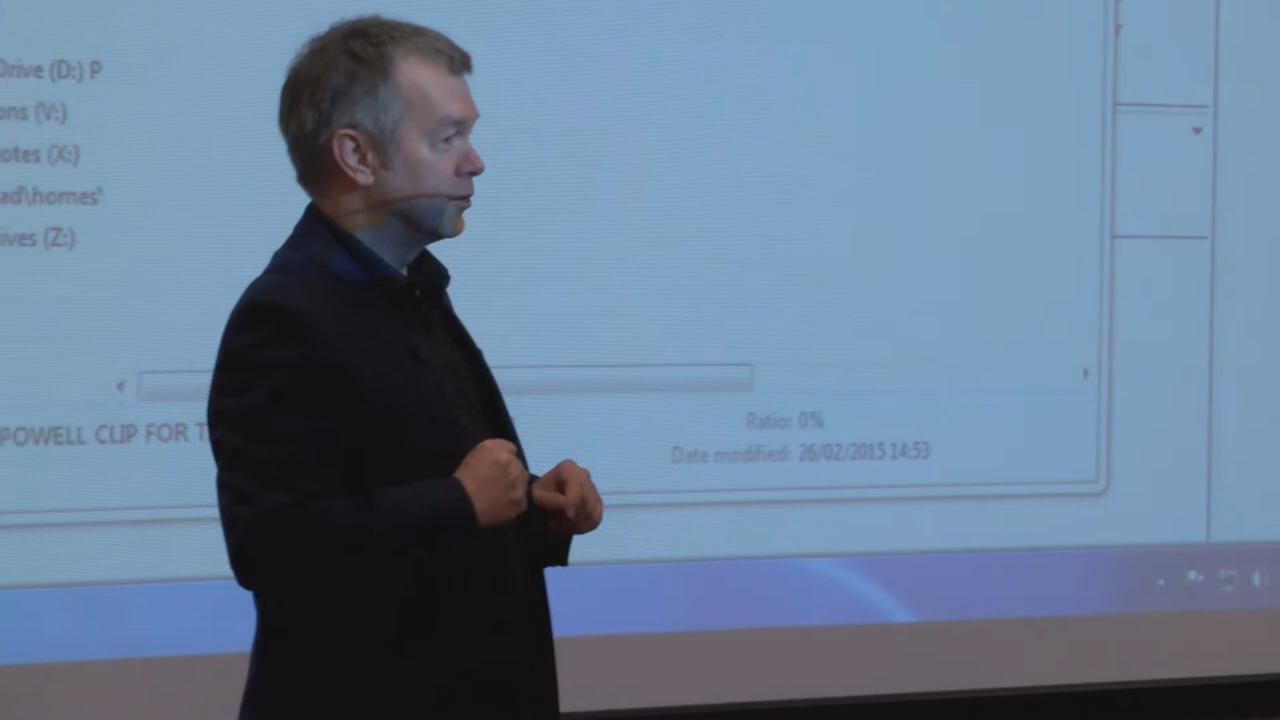 Drive (D:) P
ons (V:)
otes (X:)
ad\homes'
ives (Z:)
POWELL CLIP FOR T
Ratio: 0%
Date modified: 26/02/2015 14:53